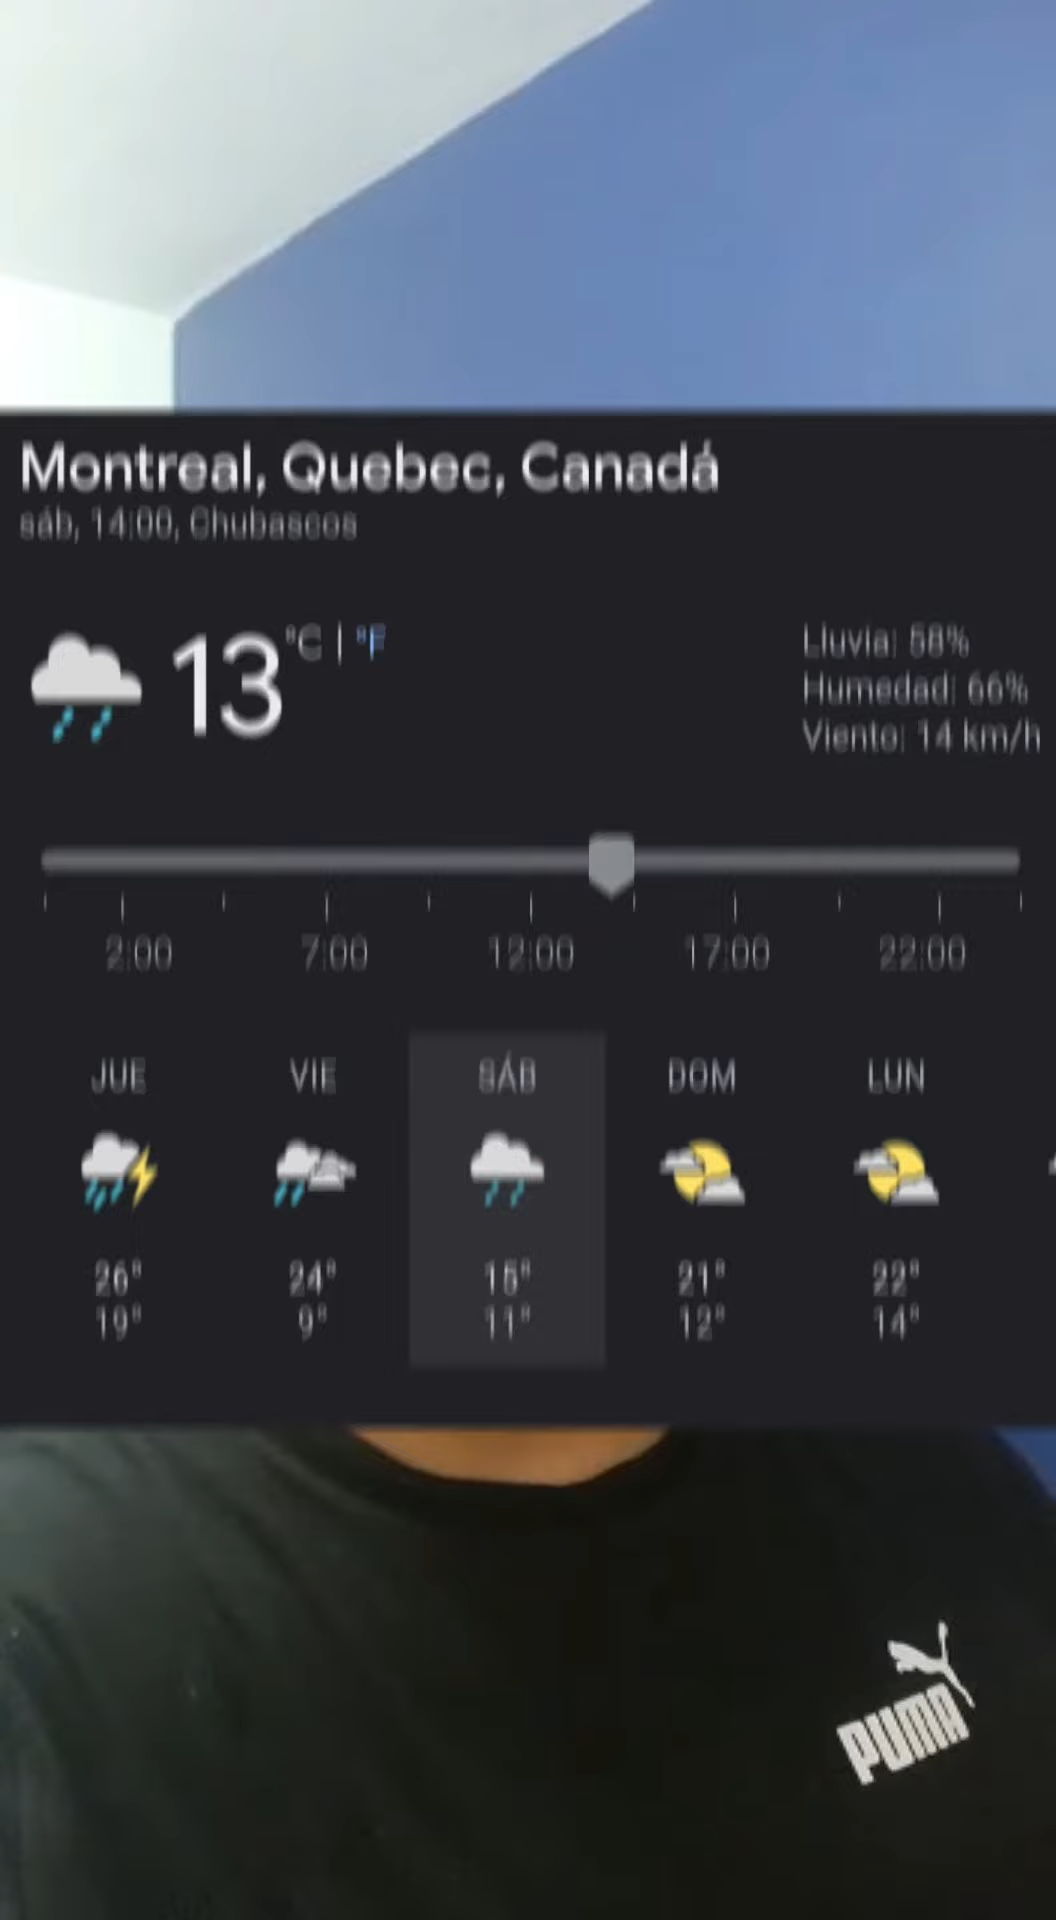 Montreal, Quebec, Canadá
sáb, 14:00, Chubascos
13 °C | °F
Lluvia: 58%
Humedad: 66%
Viento: 14 km/h
2:00 7:00 12:00 17:00 22:00
JUE VIE SÁB DOM LUN
26° 24° 15° 21° 22°
19° 9° 11° 12° 14°
PUMA